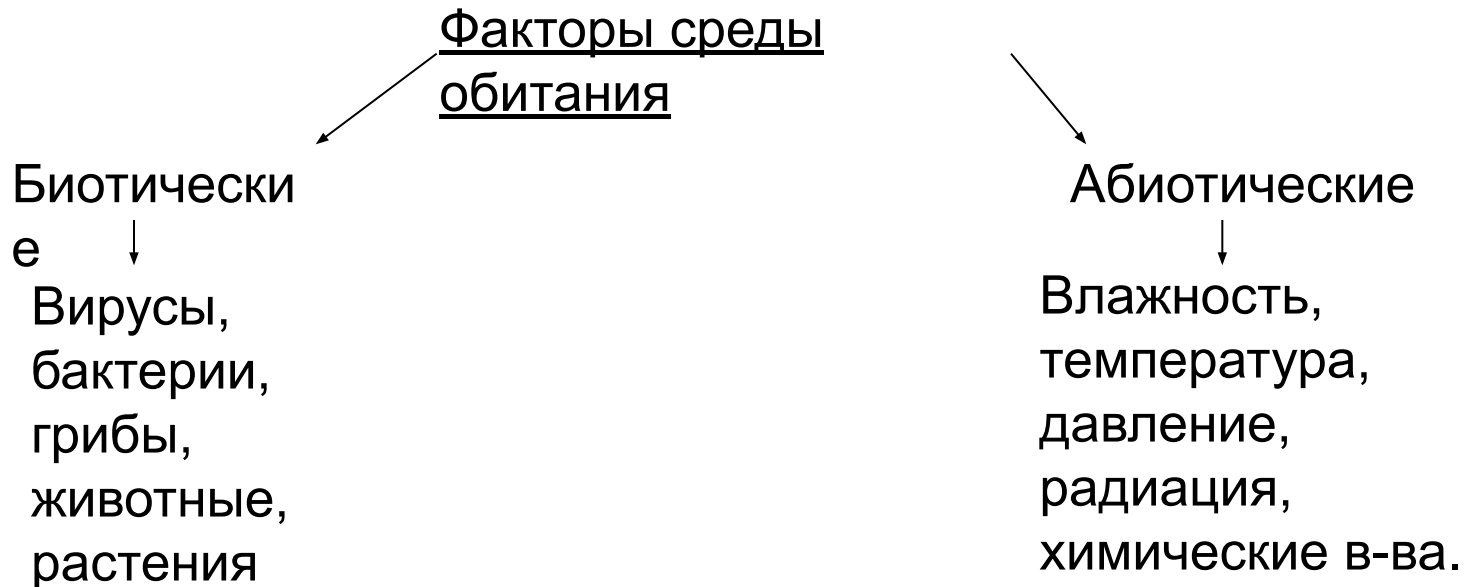 Факторы среды
обитания
Биотически
е
Абиотические
Вирусы,
бактерии,
грибы,
животные,
растения
Влажность,
температура,
давление,
радиация,
химические в-ва.